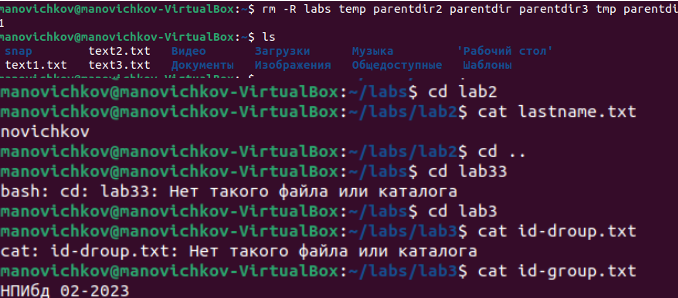 manovichkov@manovichkov-VirtualBox:~$ rm -R labs temp parentdir2 parentdir parentdir3 tmp parentdi
1
manovichkov@manovichkov-VirtualBox:~$ ls
snap text2.txt Видео Загрузки Музыка 'Рабочий стол'
text1.txt text3.txt Документы Изображения Общедоступные Шаблоны
manovichkov@manovichkov-VirtualBox:~/labs$ cd lab2
manovichkov@manovichkov-VirtualBox:~/labs/lab2$ cat lastname.txt
novichkov
manovichkov@manovichkov-VirtualBox:~/labs/lab2$ cd ..
manovichkov@manovichkov-VirtualBox:~/labs$ cd lab33
bash: cd: lab33: Нет такого файла или каталога
manovichkov@manovichkov-VirtualBox:~/labs$ cd lab3
manovichkov@manovichkov-VirtualBox:~/labs/lab3$ cat id-droup.txt
cat: id-droup.txt: Нет такого файла или каталога
manovichkov@manovichkov-VirtualBox:~/labs/lab3$ cat id-group.txt
НПИбд 02-2023